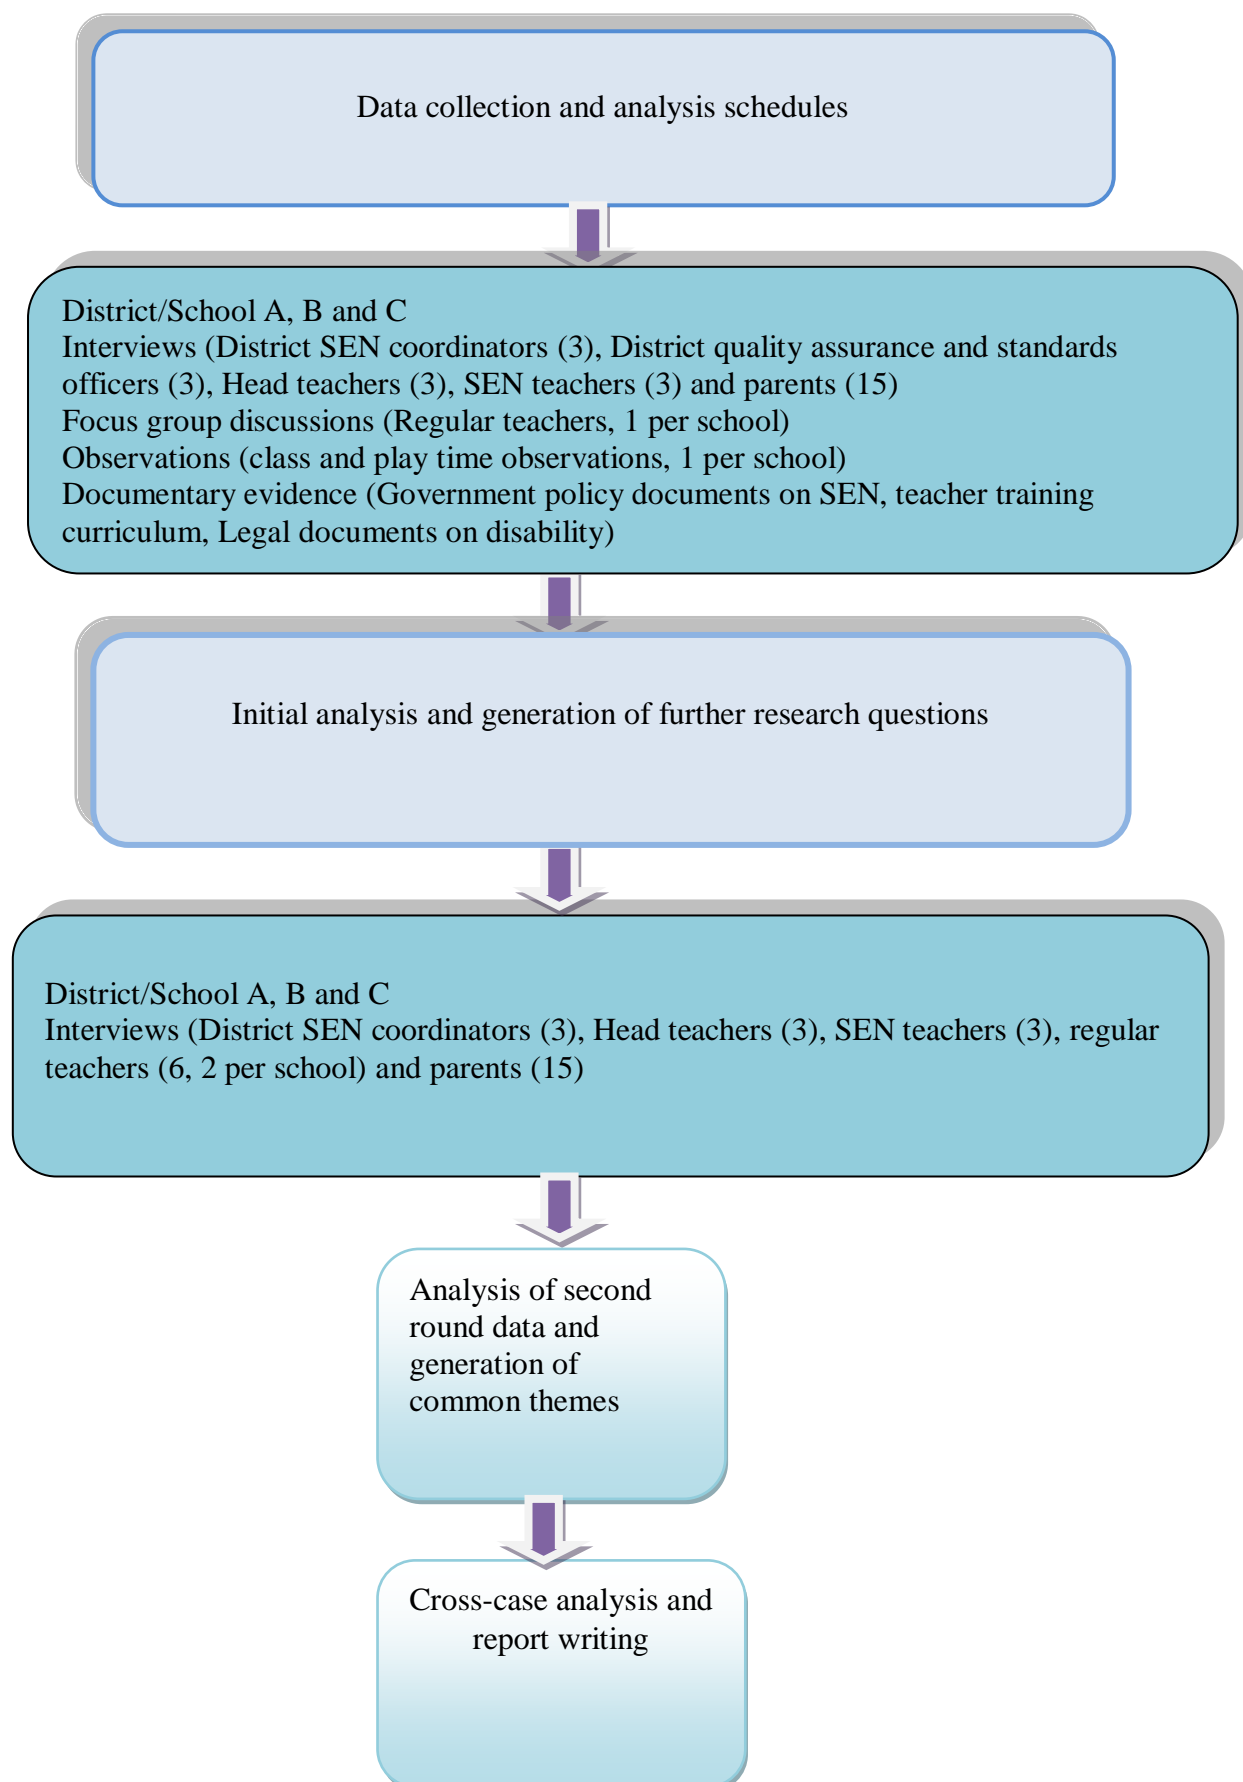 Data collection and analysis schedules
District/School A, B and C
Interviews (District SEN coordinators (3), District quality assurance and standards
officers (3), Head teachers (3), SEN teachers (3) and parents (15)
Focus group discussions (Regular teachers, 1 per school)
Observations (class and play time observations, 1 per school)
Documentary evidence (Government policy documents on SEN, teacher training
curriculum, Legal documents on disability)
Initial analysis and generation of further research questions
District/School A, B and C
Interviews (District SEN coordinators (3), Head teachers (3), SEN teachers (3), regular
teachers (6, 2 per school) and parents (15)
Analysis of second
round data and
generation of
common themes
Cross-case analysis and
report writing